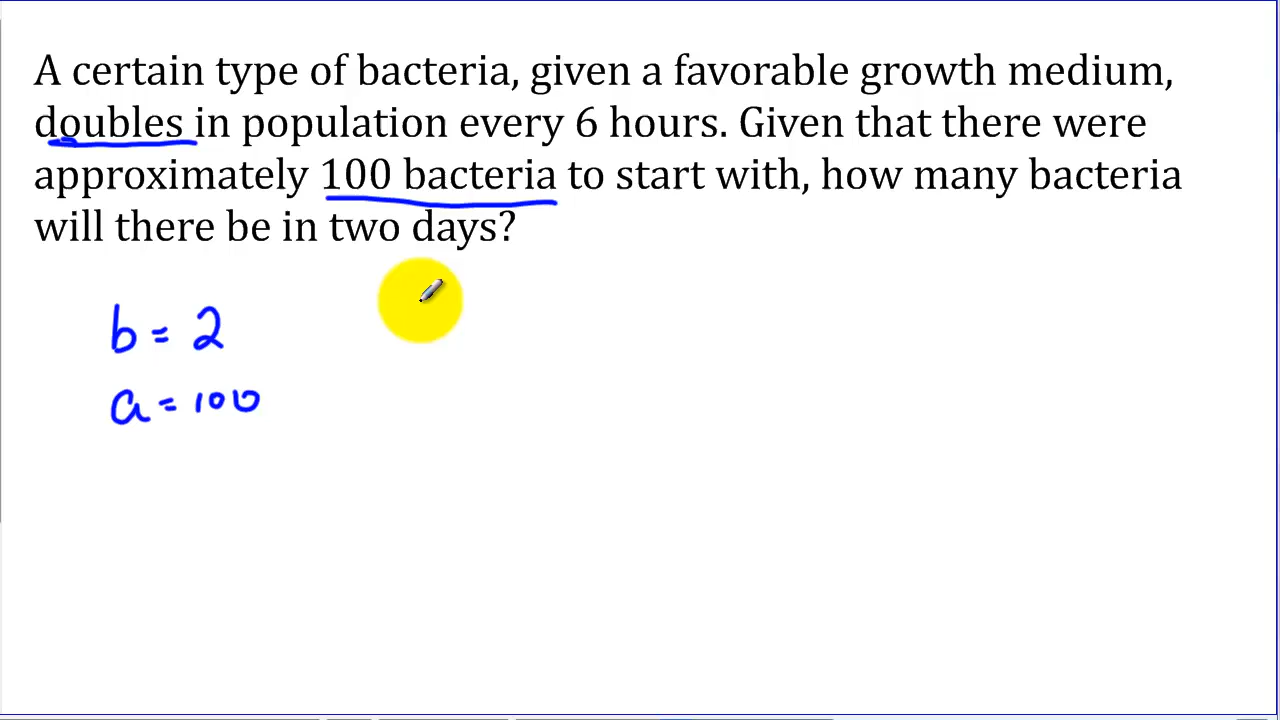 A certain type of bacteria, given a favorable growth medium,
doubles in population every 6 hours. Given that there were
approximately 100 bacteria to start with, how many bacteria
will there be in two days?
b = 2
a = 100